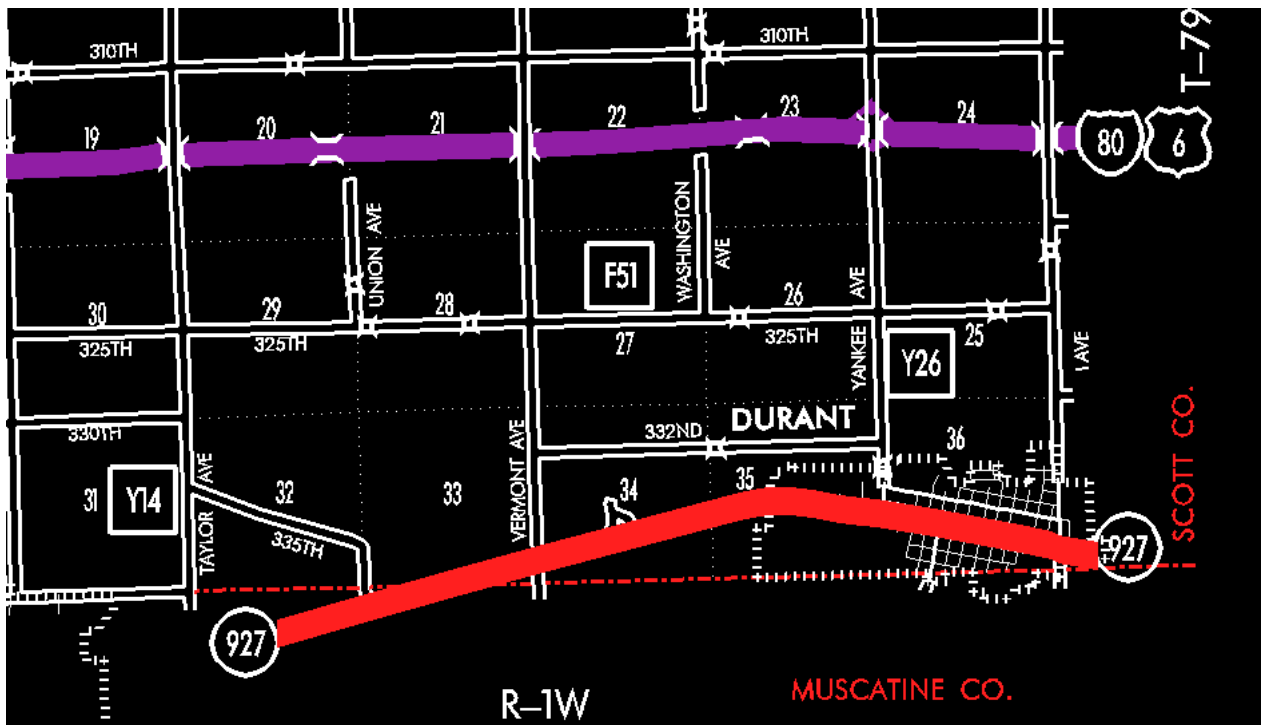 310TH
310TH
T–79
19
20
21
22
23
24
80
6
UNION AVE
WASHINGTON
AVE
F51
AVE
30
29
28
26
325TH
325TH
27
325TH
25
YANKEE
Y26
AVE
DURANT
330TH
332ND
36
SCOTT CO.
AVE
VERMONT AVE
31
Y14
32
33
34
35
TAYLOR
335TH
927
927
MUSCATINE CO.
R–1W